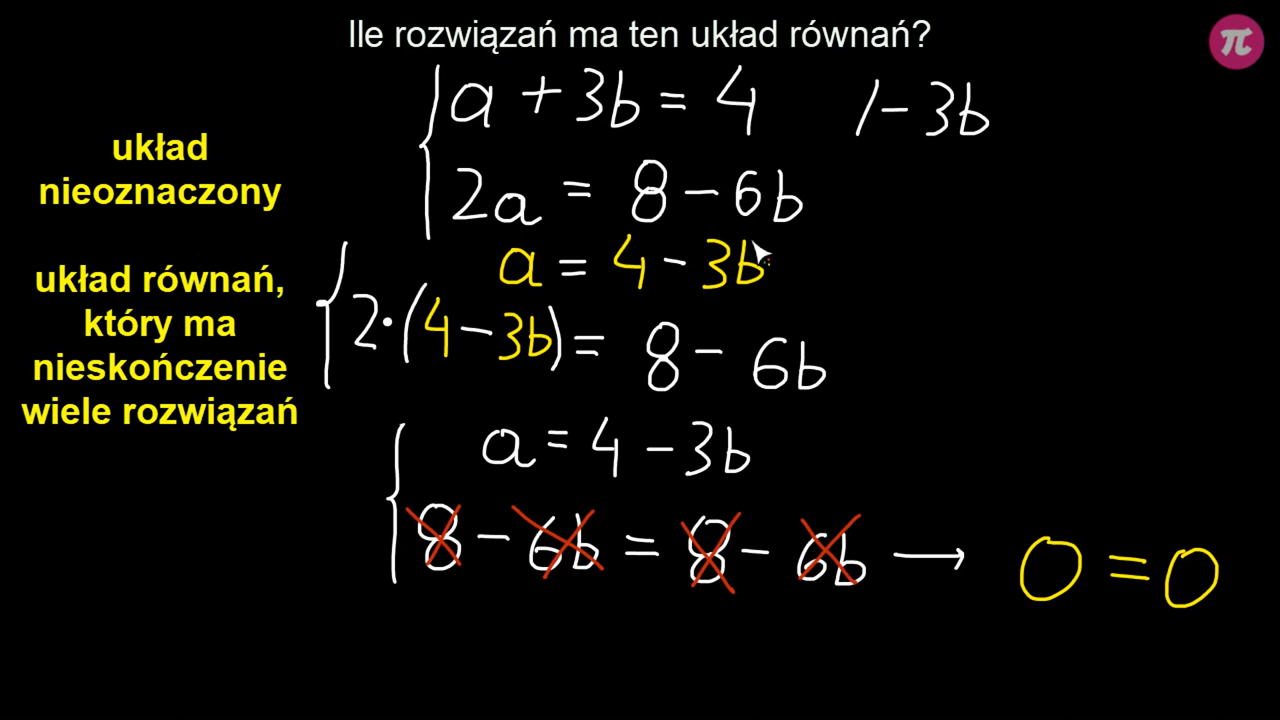 Ile rozwiązań ma ten układ równań?
π
a + 3b = 4 /- 3b
2a = 8 - 6b
układ
nieoznaczony
układ równań,
który ma
nieskończenie
wiele rozwiązań
a = 4 - 3b
2·(4 - 3b) = 8 - 6b
a = 4 - 3b
8 - 6b = 8 - 6b → 0 = 0